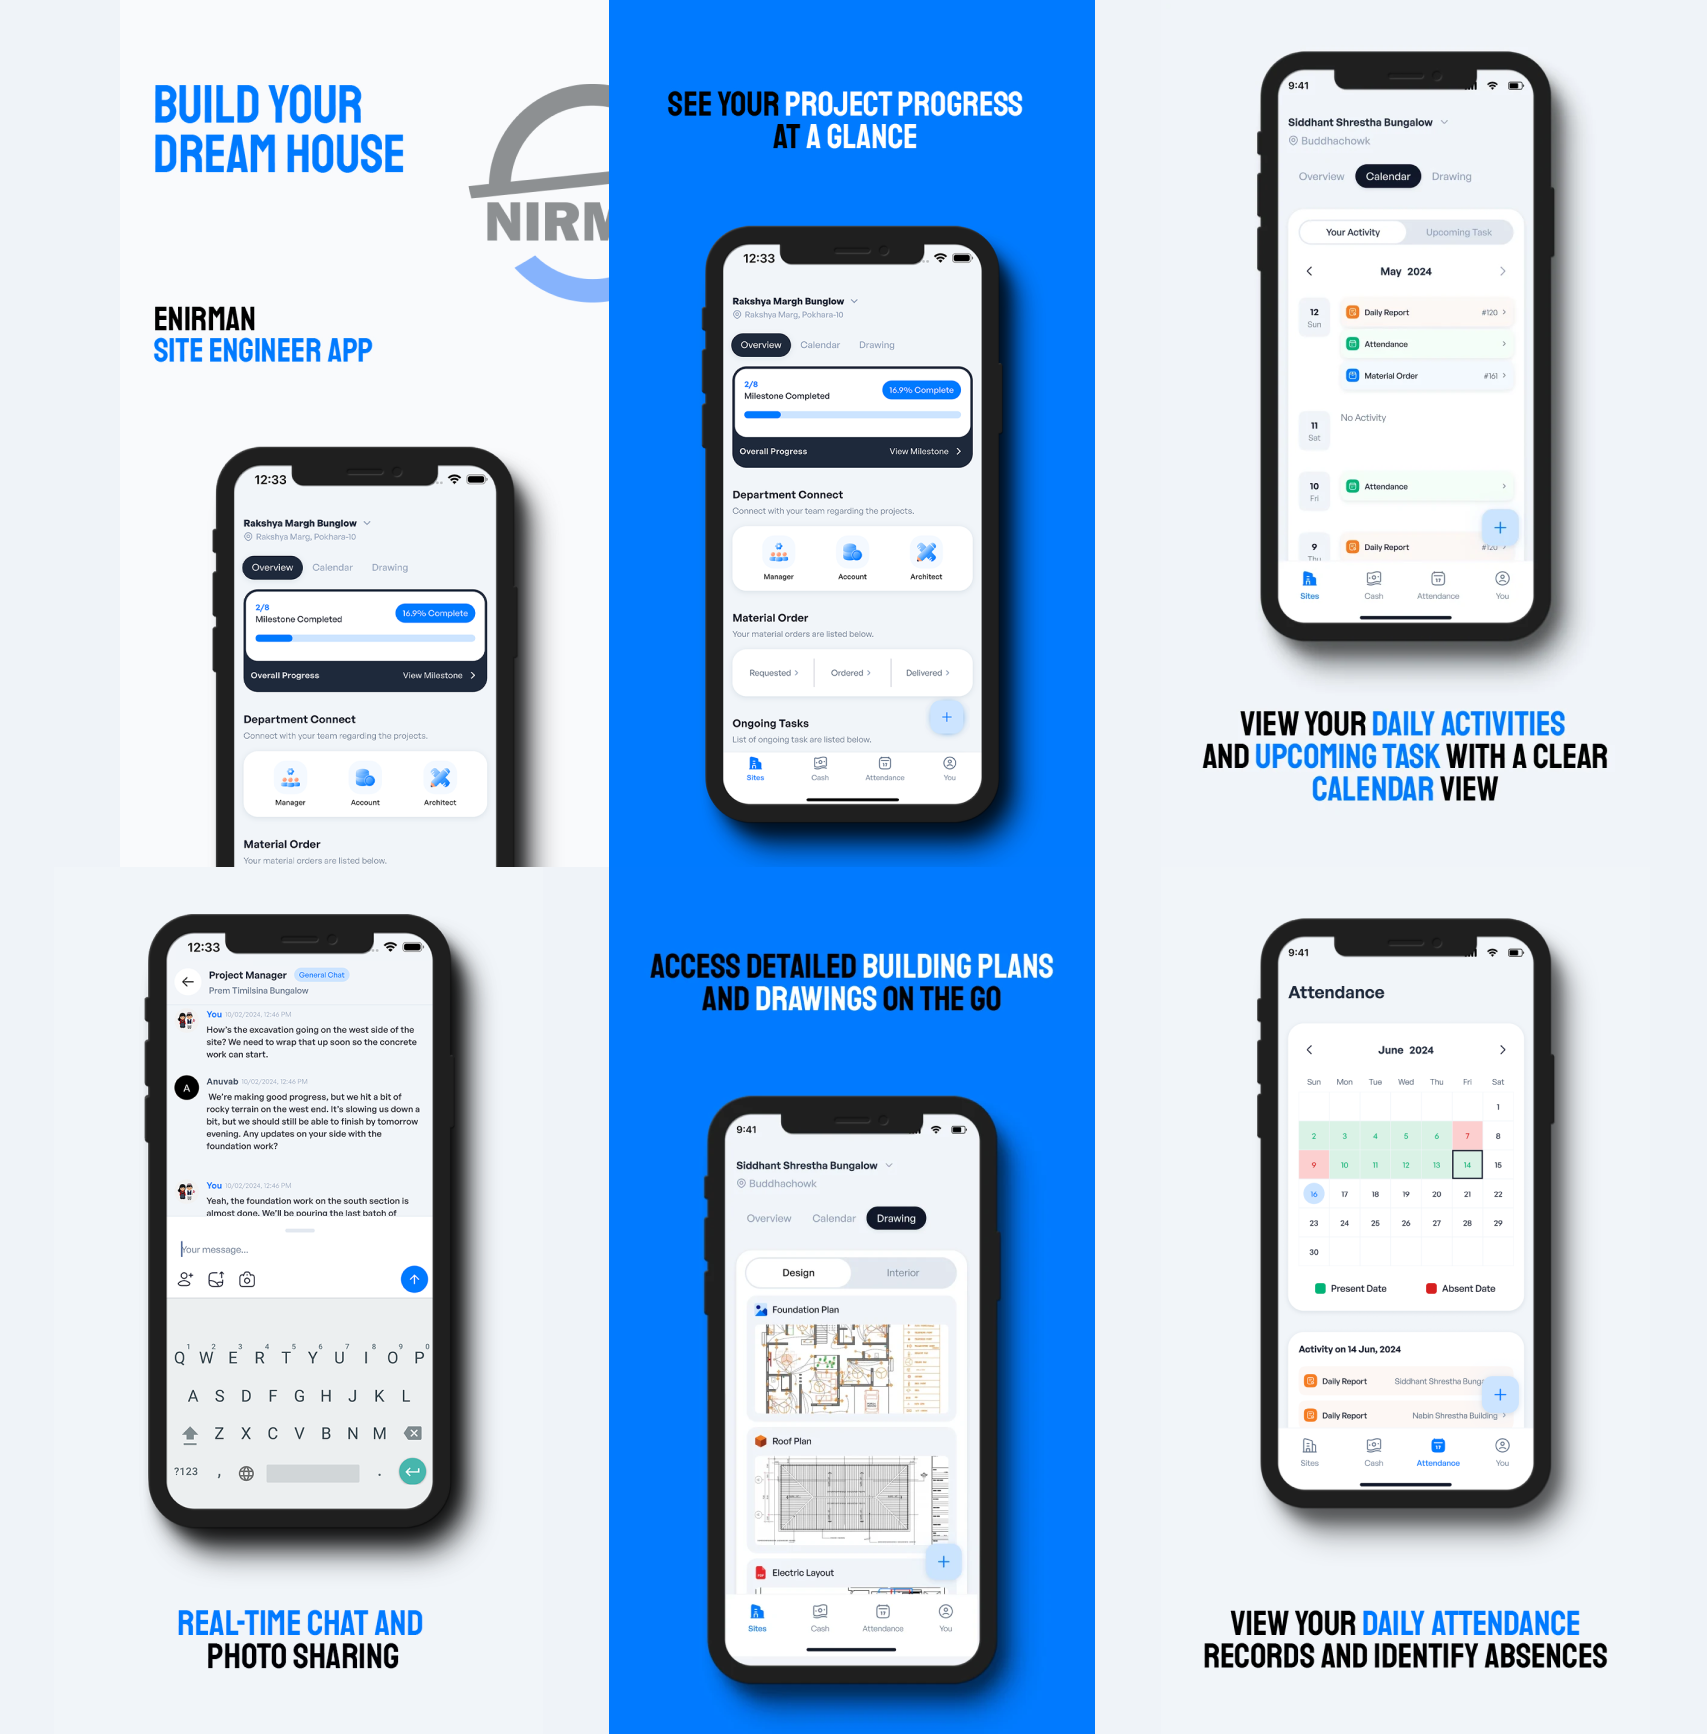 BUILD YOUR
DREAM HOUSE
NIRM
ENIRMAN
SITE ENGINEER APP
12:33
Rakshya Margh Bunglow
Rakshya Marg, Pokhara-10
Overview Calendar Drawing
2/8
Milestone Completed
16.9% Complete
Overall Progress View Milestone
Department Connect
Connect with your team regarding the projects.
Manager Account Architect
Material Order
Your material orders are listed below.
SEE YOUR PROJECT PROGRESS
AT A GLANCE
12:33
Rakshya Margh Bunglow
Rakshya Marg, Pokhara-10
Overview Calendar Drawing
2/8
Milestone Completed
16.9% Complete
Overall Progress View Milestone
Department Connect
Connect with your team regarding the projects.
Manager Account Architect
Material Order
Your material orders are listed below.
Requested Ordered Delivered
Ongoing Tasks
List of ongoing task are listed below.
Sites Cash Attendance You
9:41
Siddhant Shrestha Bungalow
Buddhachowk
Overview Calendar Drawing
Your Activity Upcoming Task
May 2024
12
Sun
Daily Report #120
Attendance
Material Order #161
11
Sat
No Activity
10
Fri
Attendance
9
Thu
Daily Report #120
Sites Cash Attendance You
VIEW YOUR DAILY ACTIVITIES
AND UPCOMING TASK WITH A CLEAR
CALENDAR VIEW
12:33
Project Manager General Chat
Prem Timilsina Bungalow
You 10/02/2024, 12:46 PM
How's the excavation going on the west side of the
site? We need to wrap that up soon so the concrete
work can start.
A
Anuvab 10/02/2024, 12:46 PM
We're making good progress, but we hit a bit of
rocky terrain on the west end. It's slowing us down a
bit, but we should still be able to finish by tomorrow
evening. Any updates on your side with the
foundation work?
You 10/02/2024, 12:46 PM
Yeah, the foundation work on the south section is
almost done. We'll be pouring the last batch of
Your message...
1 2 3 4 5 6 7 8 9 0
Q W E R T Y U I O P
A S D F G H J K L
Z X C V B N M
?123 , .
REAL-TIME CHAT AND
PHOTO SHARING
ACCESS DETAILED BUILDING PLANS
AND DRAWINGS ON THE GO
9:41
Siddhant Shrestha Bungalow
Buddhachowk
Overview Calendar Drawing
Design Interior
Foundation Plan
Roof Plan
Electric Layout
Sites Cash Attendance You
9:41
Attendance
June 2024
Sun Mon Tue Wed Thu Fri Sat
1
2 3 4 5 6 7 8
9 10 11 12 13 14 15
16 17 18 19 20 21 22
23 24 25 26 27 28 29
30
Present Date Absent Date
Activity on 14 Jun, 2024
Daily Report Siddhant Shrestha Bung
Daily Report Nabin Shrestha Building
Sites Cash Attendance You
VIEW YOUR DAILY ATTENDANCE
RECORDS AND IDENTIFY ABSENCES